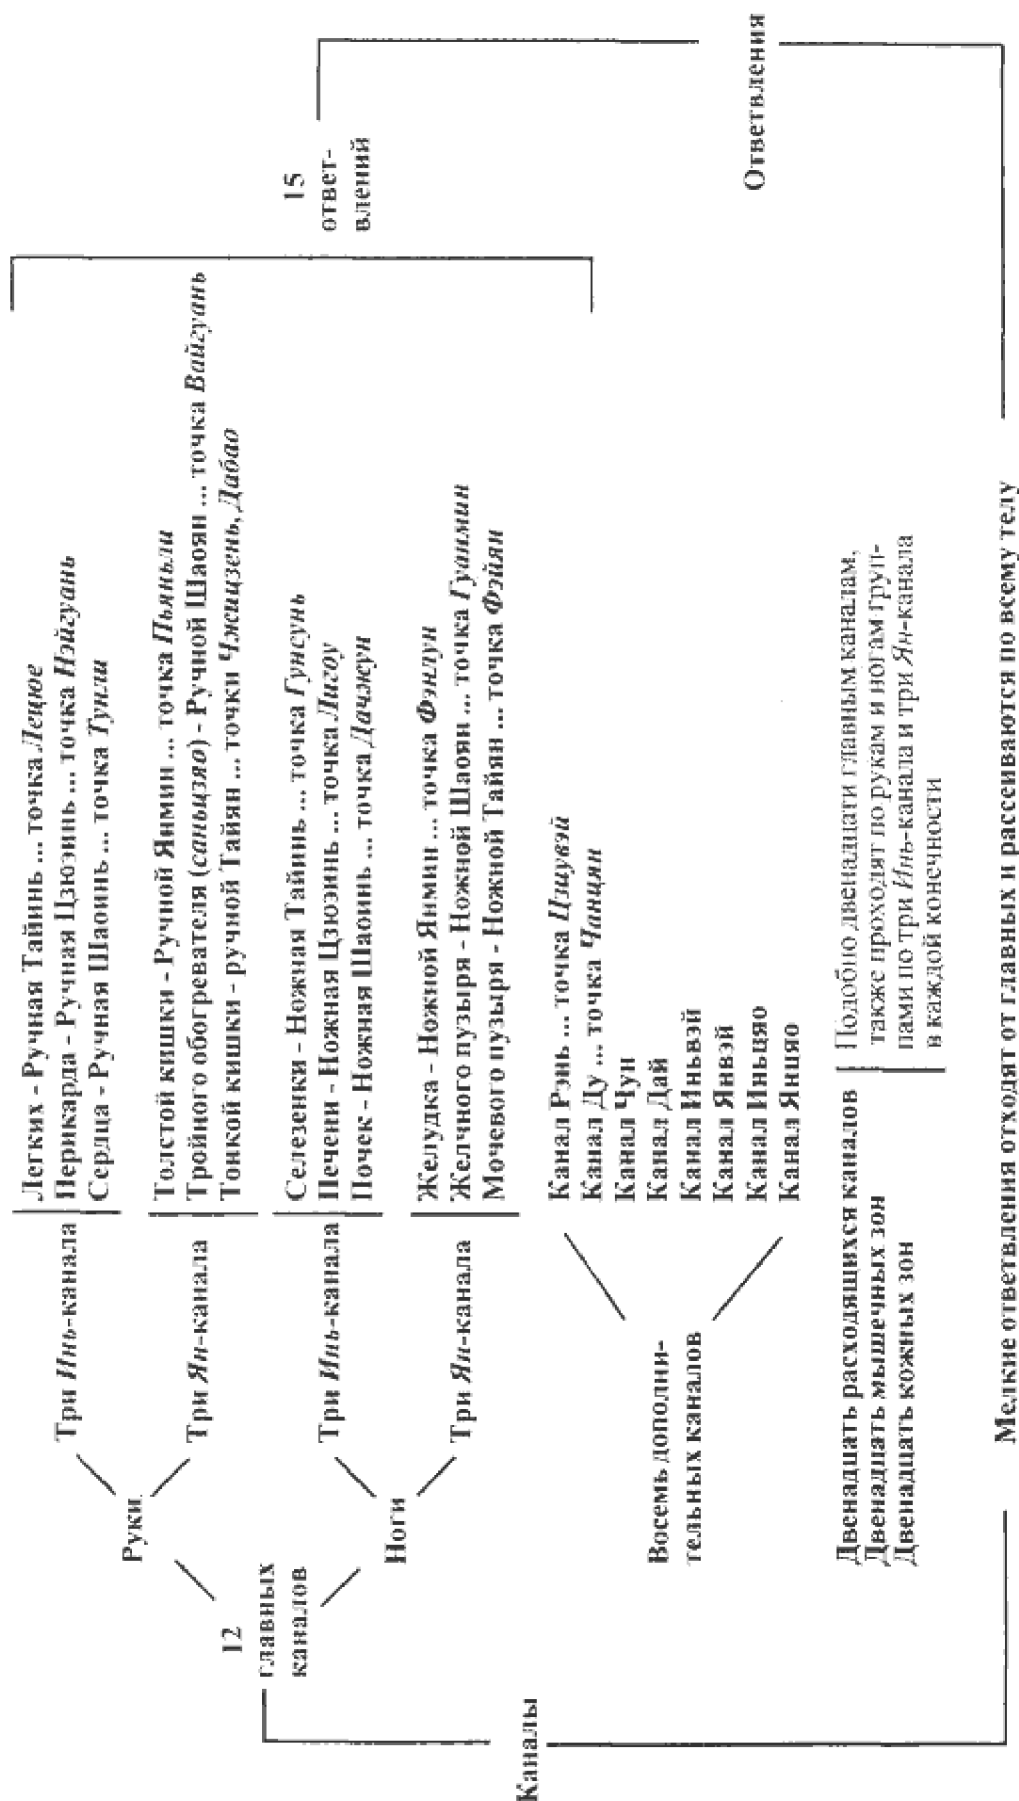 Каналы
12
главных
каналов
Руки
Три Инь-канала
Легких - Ручная Тайинь ... точка Лецюе
Перикарда - Ручная Цзюэинь ... точка Нэйгуань
Сердца - Ручная Шаоинь ... точка Тунли
Три Ян-канала
Толстой кишки - Ручной Янмин ... точка Пьяньли
Тройного обогревателя (саньцзяо) - Ручной Шаоян ... точка Вайгуань
Тонкой кишки - ручной Тайян ... точки Чжицзень, Дабао
Ноги
Три Инь-канала
Селезенки - Ножная Тайинь ... точка Гунсунь
Печени - Ножная Цзюэинь ... точка Лигоу
Почек - Ножная Шаоинь ... точка Дачжун
Три Ян-канала
Желудка - Ножной Янмин ... точка Фэнлун
Желчного пузыря - Ножной Шаоян ... точка Гуанмин
Мочевого пузыря - Ножной Тайян ... точка Фэйян
15
ответ-
влений
Ответвления
Восемь дополни-
тельных каналов
Канал Рэнь ... точка Цзшувэй
Канал Ду ... точка Чанцян
Канал Чун
Канал Дай
Канал Иньвэй
Канал Янвэй
Канал Иньцяо
Канал Янцяо
Двенадцать расходящихся каналов
Двенадцать мышечных зон
Двенадцать кожных зон
Подобно двенадцати главным каналам,
также проходят по рукам и ногам груп-
пами по три Инь-канала и три Ян-канала
в каждой конечности
Мелкие ответвления отходят от главных и рассеиваются по всему телу